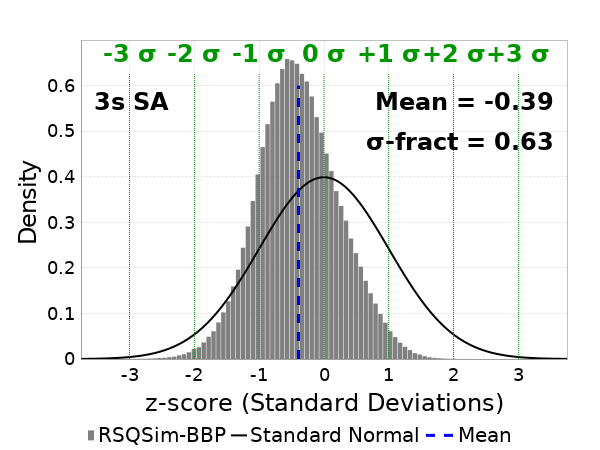 -3 σ -2 σ -1 σ 0 σ +1 σ +2 σ +3 σ
3s SA
Mean = -0.39
σ-fract = 0.63
Density
0.6
0.5
0.4
0.3
0.2
0.1
0
-3 -2 -1 0 1 2 3
z-score (Standard Deviations)
RSQSim-BBP Standard Normal Mean